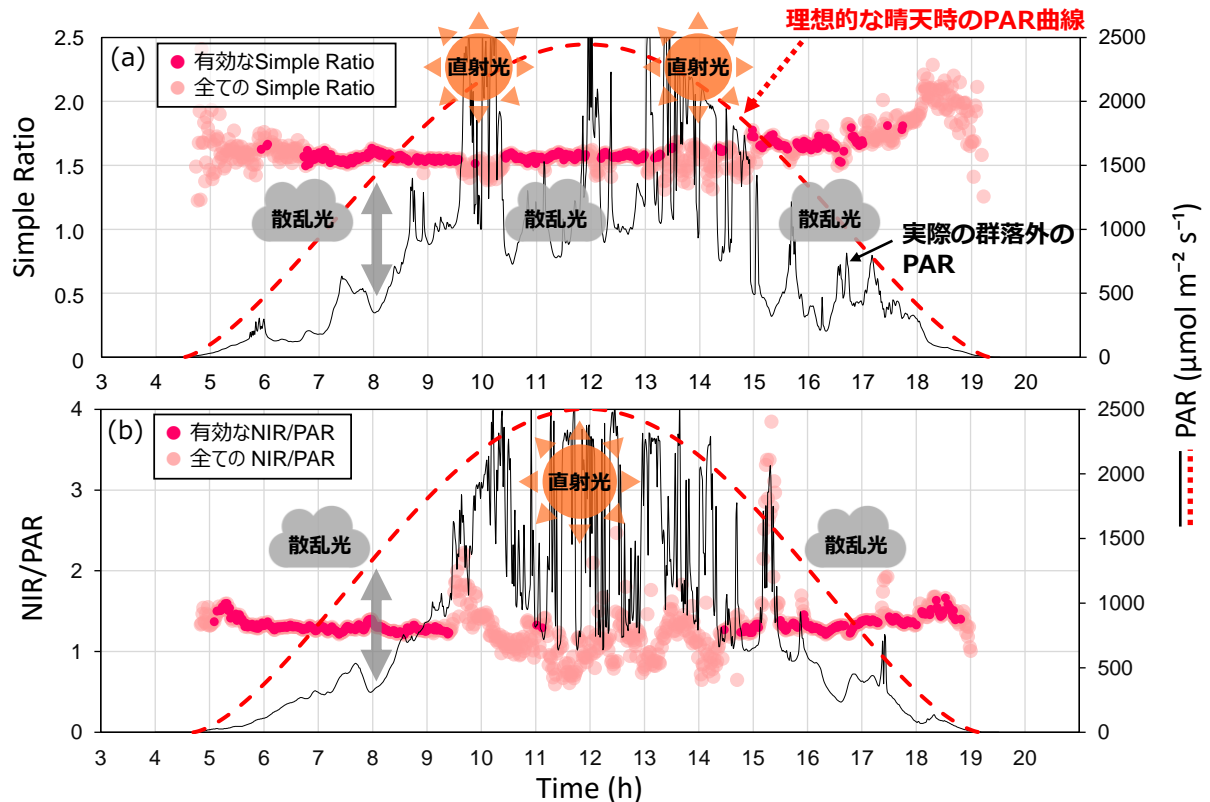 理想的な晴天時のPAR曲線
(a)
有効なSimple Ratio
全ての Simple Ratio
直射光
直射光
散乱光
散乱光
散乱光
実際の群落外の
PAR
Simple Ratio
2.5
2.0
1.5
1.0
0.5
0
2500
2000
1500
1000
500
0
3 4 5 6 7 8 9 10 11 12 13 14 15 16 17 18 19 20
PAR (µmol m⁻² s⁻¹)
(b)
有効なNIR/PAR
全ての NIR/PAR
直射光
散乱光
散乱光
NIR/PAR
4
3
2
1
0
2500
2000
1500
1000
500
0
3 4 5 6 7 8 9 10 11 12 13 14 15 16 17 18 19 20
Time (h)